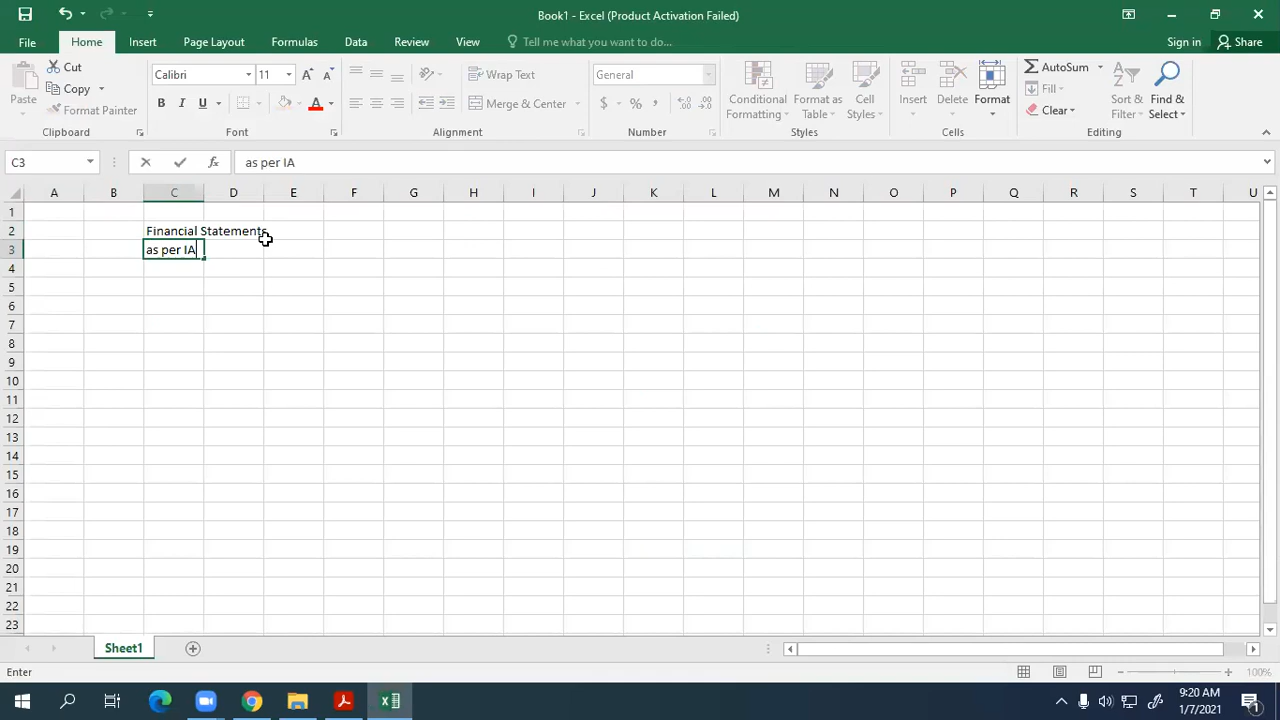 Book1 - Excel (Product Activation Failed)
File Home Insert Page Layout Formulas Data Review View Tell me what you want to do... Sign in Share
Paste Cut Copy Format Painter
Calibri 11
B I U A
Wrap Text
Merge & Center
General
$ % ,
Conditional Formatting Format as Table Cell Styles
Insert Delete Format
AutoSum Fill Clear
Sort & Filter Find & Select
Clipboard Font Alignment Number Styles Cells Editing
C3 fx as per IA
A B C D E F G H I J K L M N O P Q R S T U
1
2 Financial Statements
3 as per IA
4
5
6
7
8
9
10
11
12
13
14
15
16
17
18
19
20
21
22
23
Sheet1
Enter 100%
9:20 AM
1/7/2021
1